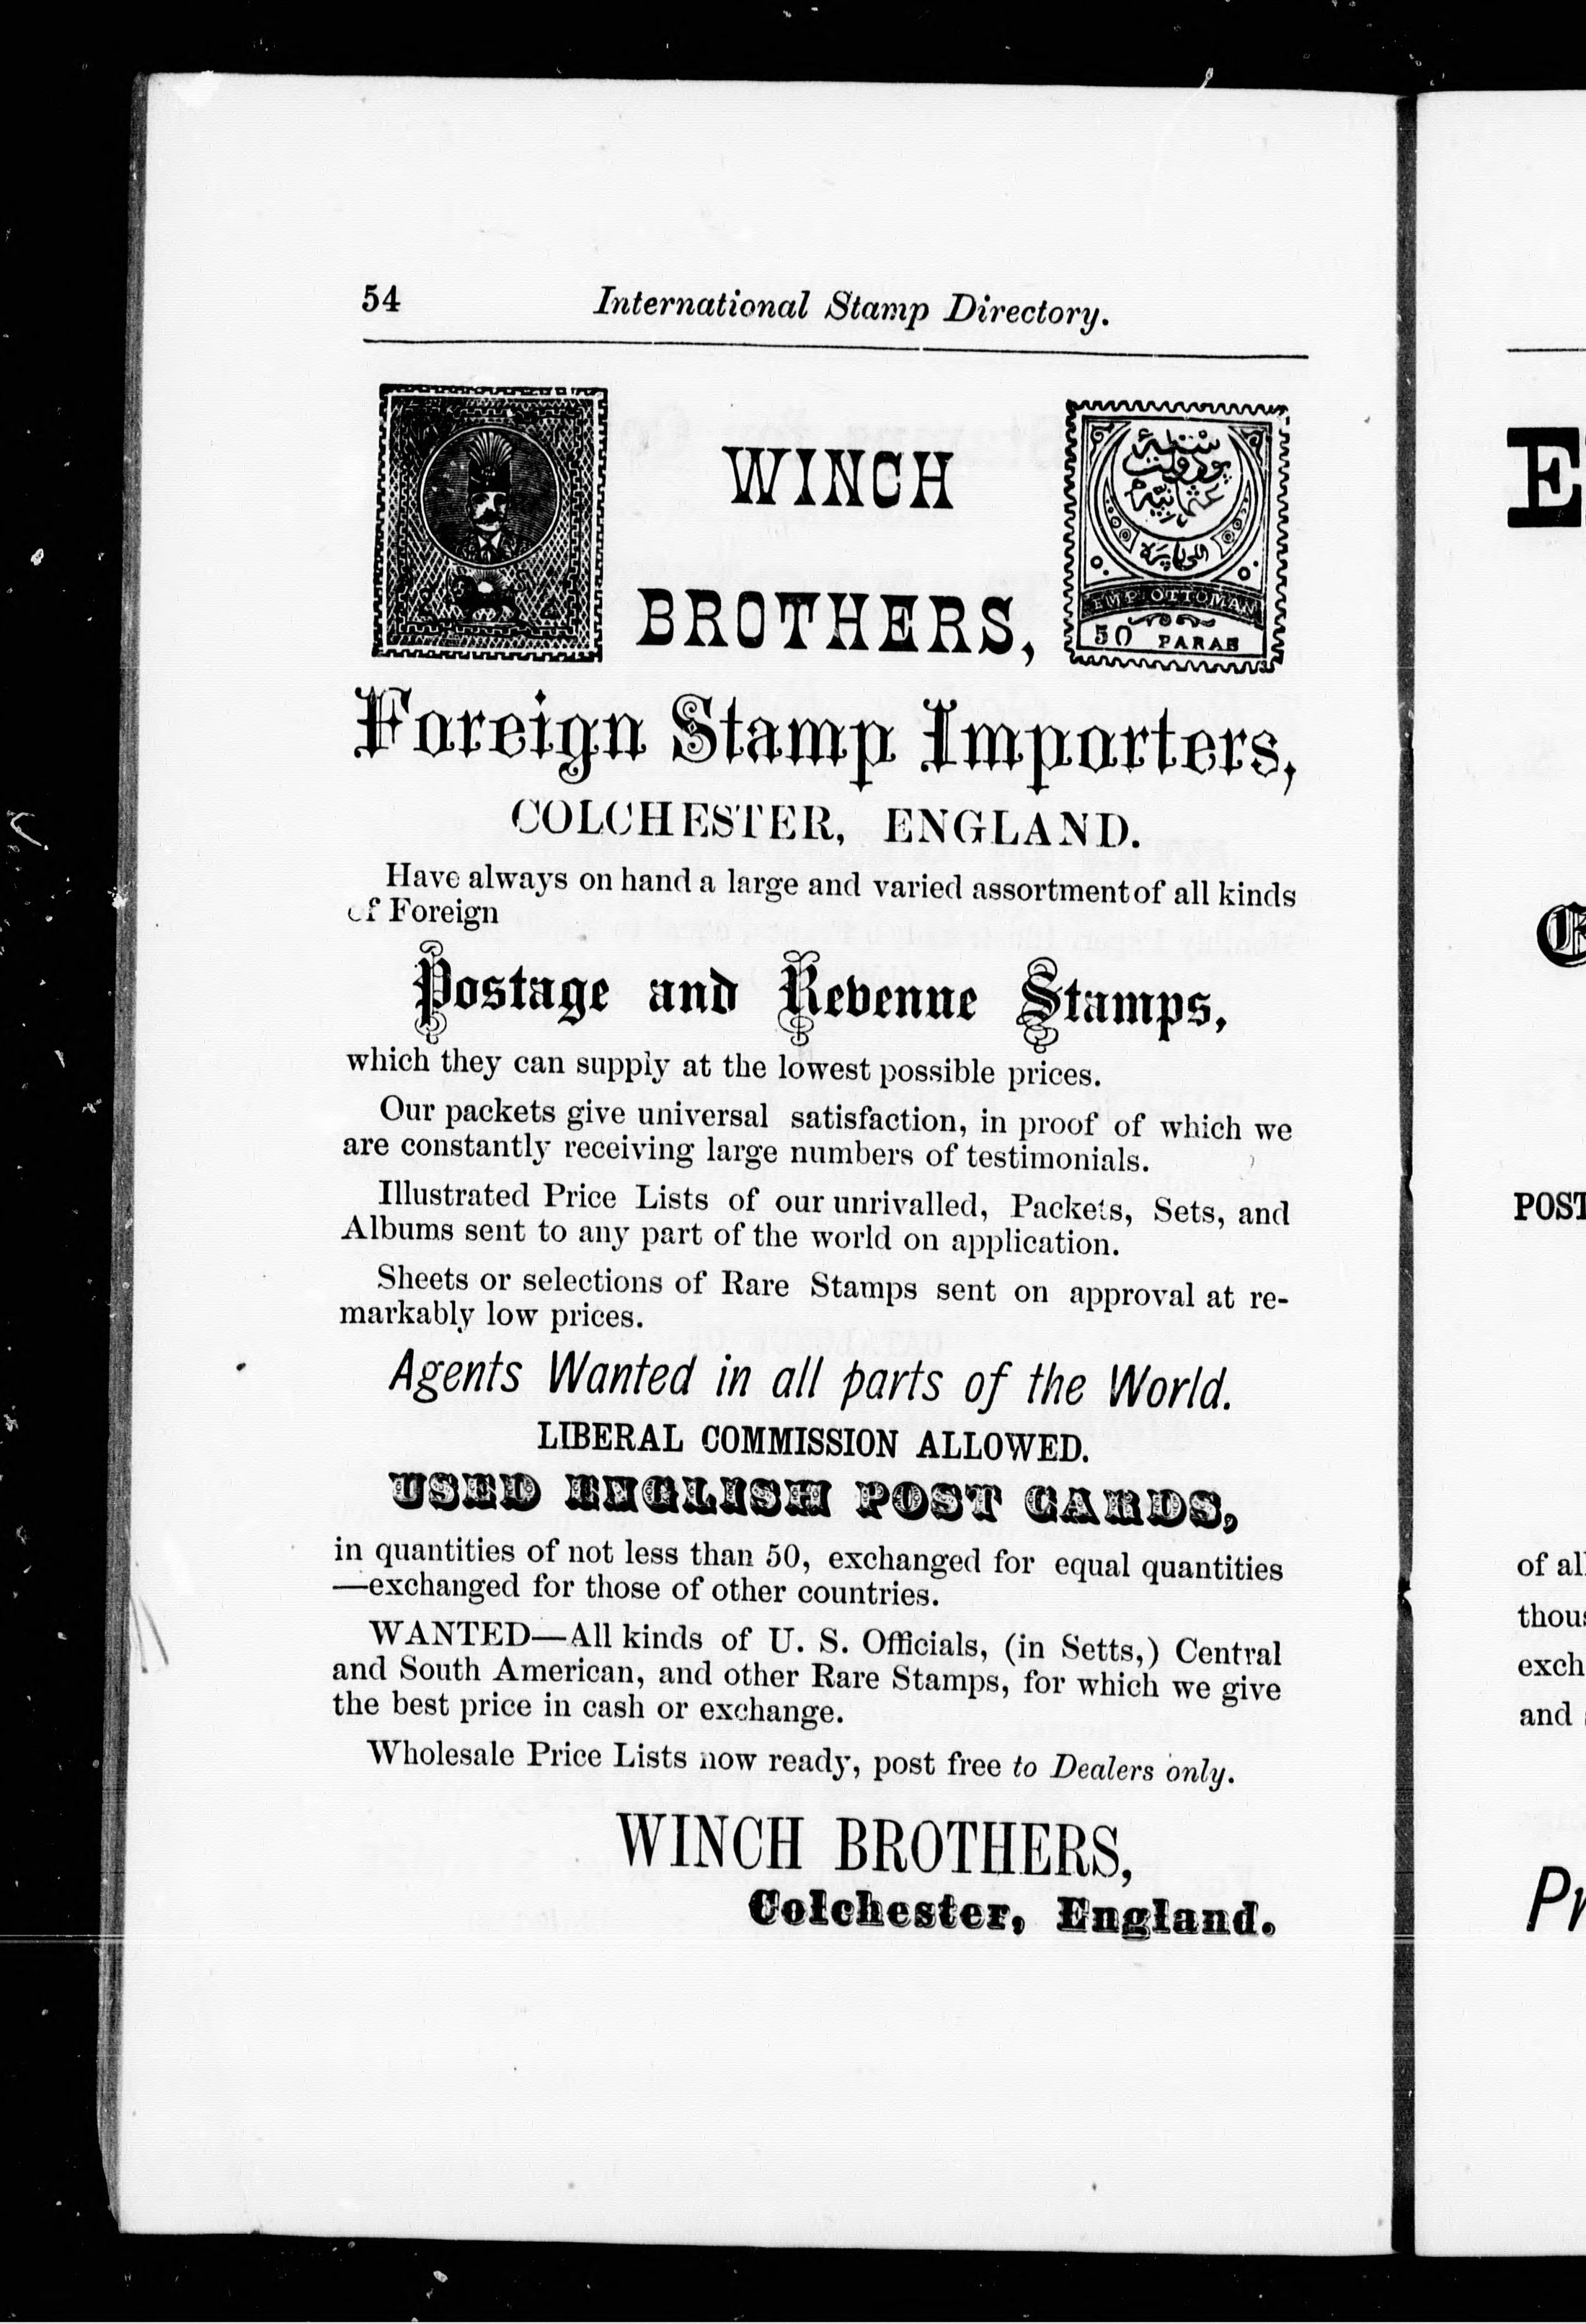 54
International Stamp Directory.
WINCH
BROTHERS,
IMP OTTOMAN
50 PARAS
Foreign Stamp Importers,
COLCHESTER, ENGLAND.
Have always on hand a large and varied assortment of all kinds
of Foreign
Postage and Revenue Stamps,
which they can supply at the lowest possible prices.
Our packets give universal satisfaction, in proof of which we
are constantly receiving large numbers of testimonials.
Illustrated Price Lists of our unrivalled, Packets, Sets, and
Albums sent to any part of the world on application.
Sheets or selections of Rare Stamps sent on approval at re-
markably low prices.
Agents Wanted in all parts of the World.
LIBERAL COMMISSION ALLOWED.
USED ENGLISH POST CARDS,
in quantities of not less than 50, exchanged for equal quantities
—exchanged for those of other countries.
WANTED—All kinds of U. S. Officials, (in Setts,) Central
and South American, and other Rare Stamps, for which we give
the best price in cash or exchange.
Wholesale Price Lists now ready, post free to Dealers only.
WINCH BROTHERS,
Colchester, England.
POST
of all
thous
exch
and
Pr